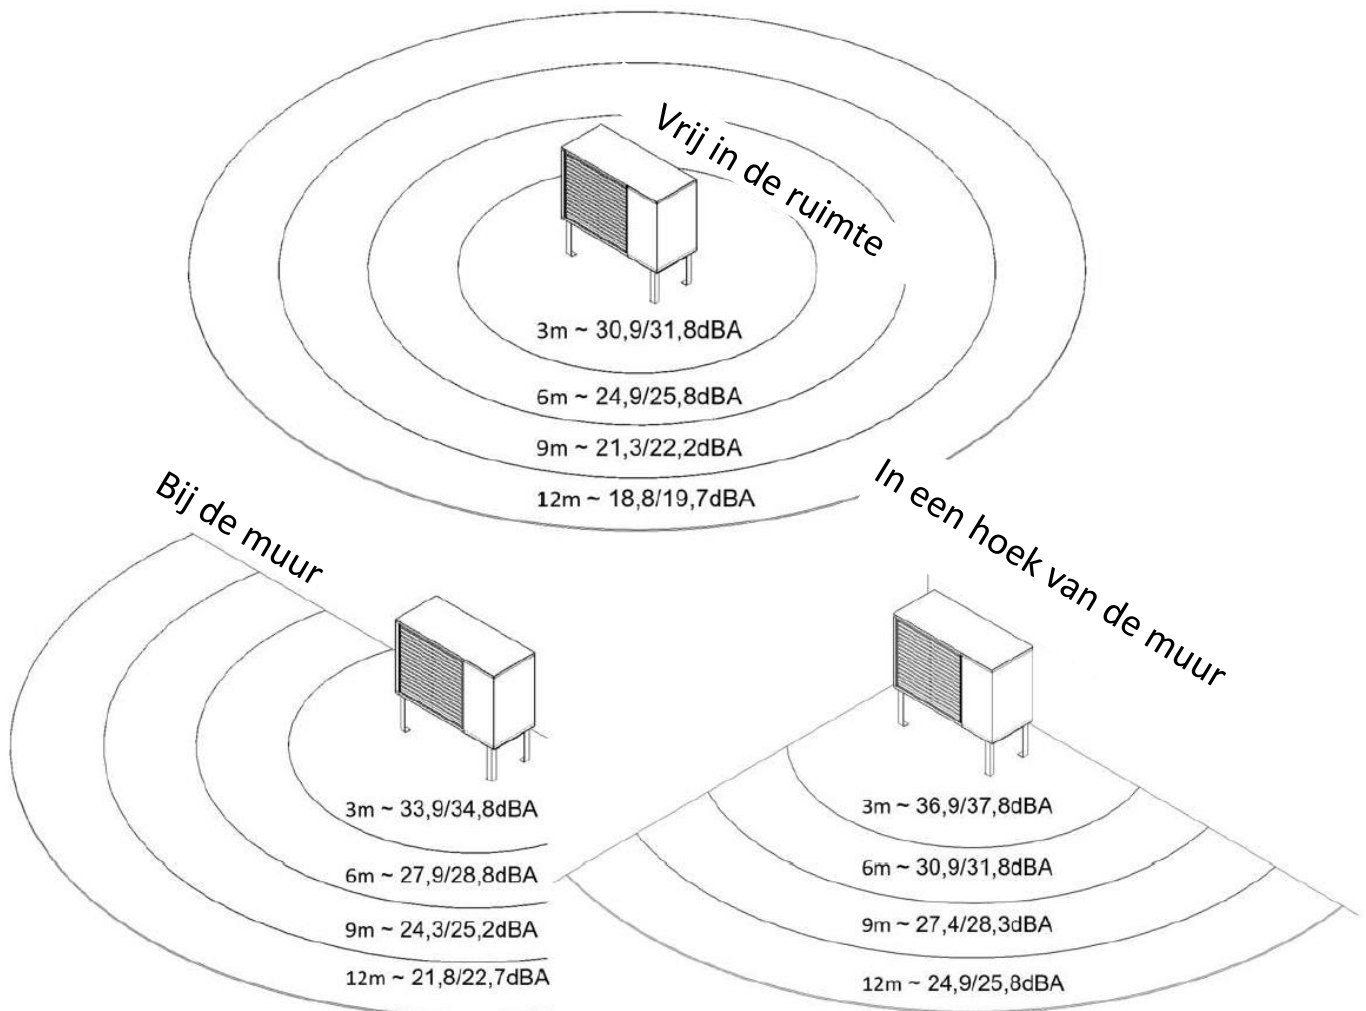 Vrij in de ruimte
3m ~ 30,9/31,8dBA
6m ~ 24,9/25,8dBA
9m ~ 21,3/22,2dBA
12m ~ 18,8/19,7dBA
Bij de muur
3m ~ 33,9/34,8dBA
6m ~ 27,9/28,8dBA
9m ~ 24,3/25,2dBA
12m ~ 21,8/22,7dBA
In een hoek van de muur
3m ~ 36,9/37,8dBA
6m ~ 30,9/31,8dBA
9m ~ 27,4/28,3dBA
12m ~ 24,9/25,8dBA